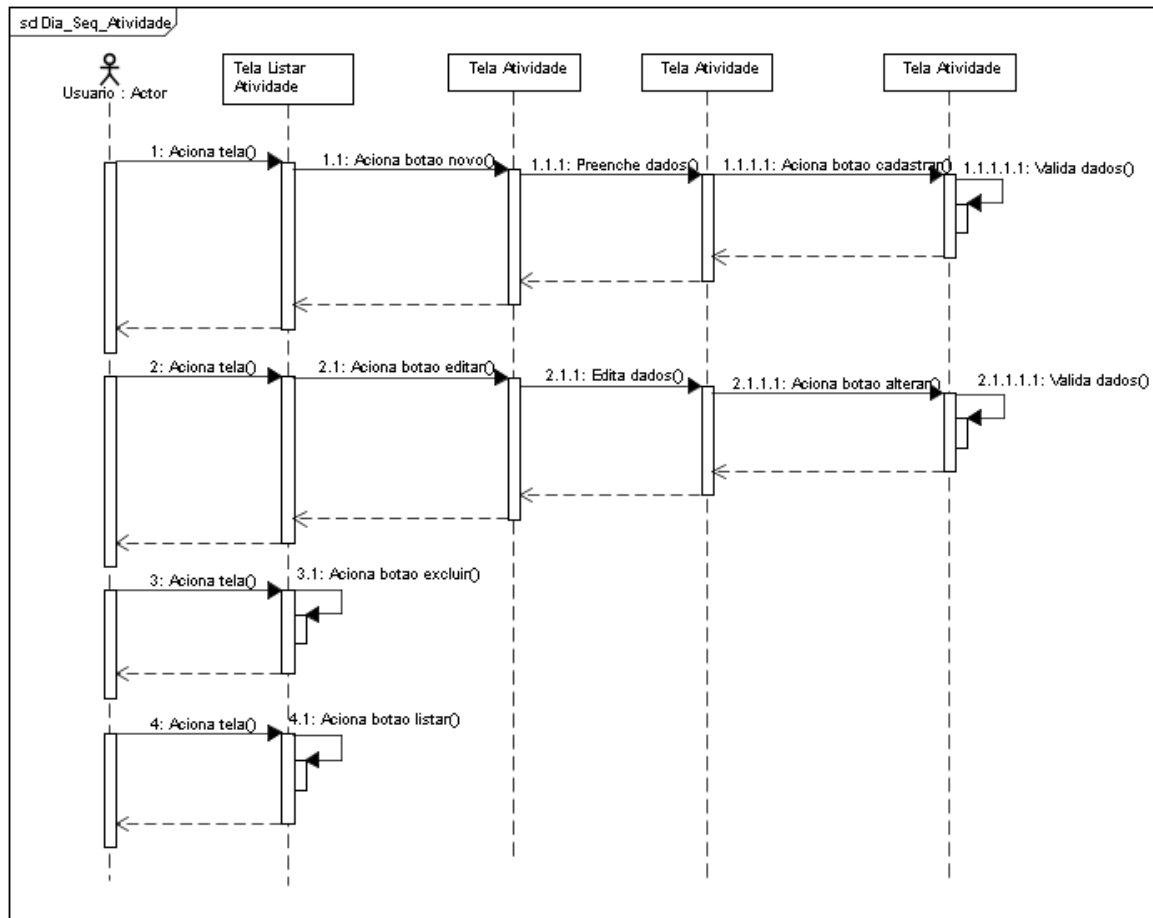 sd Dia_Seq_Atividade
Usuario : Actor
Tela Listar
Atividade
Tela Atividade
Tela Atividade
Tela Atividade
1: Aciona tela()
1.1: Aciona botao novo()
1.1.1: Preenche dados()
1.1.1.1: Aciona botao cadastrar()
1.1.1.1.1: Valida dados()
2: Aciona tela()
2.1: Aciona botao editar()
2.1.1: Edita dados()
2.1.1.1: Aciona botao alterar()
2.1.1.1.1: Valida dados()
3: Aciona tela()
3.1: Aciona botao excluir()
4: Aciona tela()
4.1: Aciona botao listar()